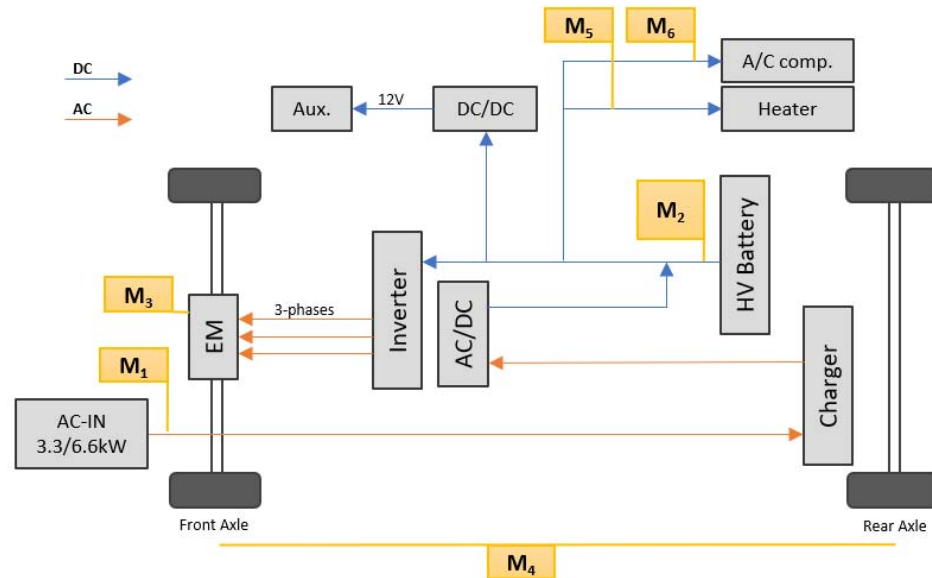 M₅
M₆
DC
A/C comp.
AC
Aux.
12V
DC/DC
Heater
M₂
HV Battery
M₃
3-phases
EM
Inverter
AC/DC
Charger
M₁
AC-IN
3.3/6.6kW
Front Axle
Rear Axle
M₄